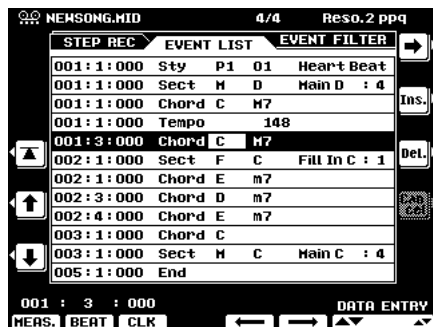 NEWSONG.MID 4/4 Reso.2 ppq
STEP REC EVENT LIST EVENT FILTER
001:1:000 Sty P1 01 Heart Beat
001:1:000 Sect M D Main D : 4
001:1:000 Chord C M7
Ins.
001:1:000 Tempo 148
001:3:000 Chord C M7
Del.
002:1:000 Sect F C Fill In C : 1
002:1:000 Chord E m7
002:3:000 Chord D m7
002:4:000 Chord E m7
003:1:000 Chord C
003:1:000 Sect M C Main C : 4
005:1:000 End
001 : 3 : 000 DATA ENTRY
MEAS. BEAT CLK